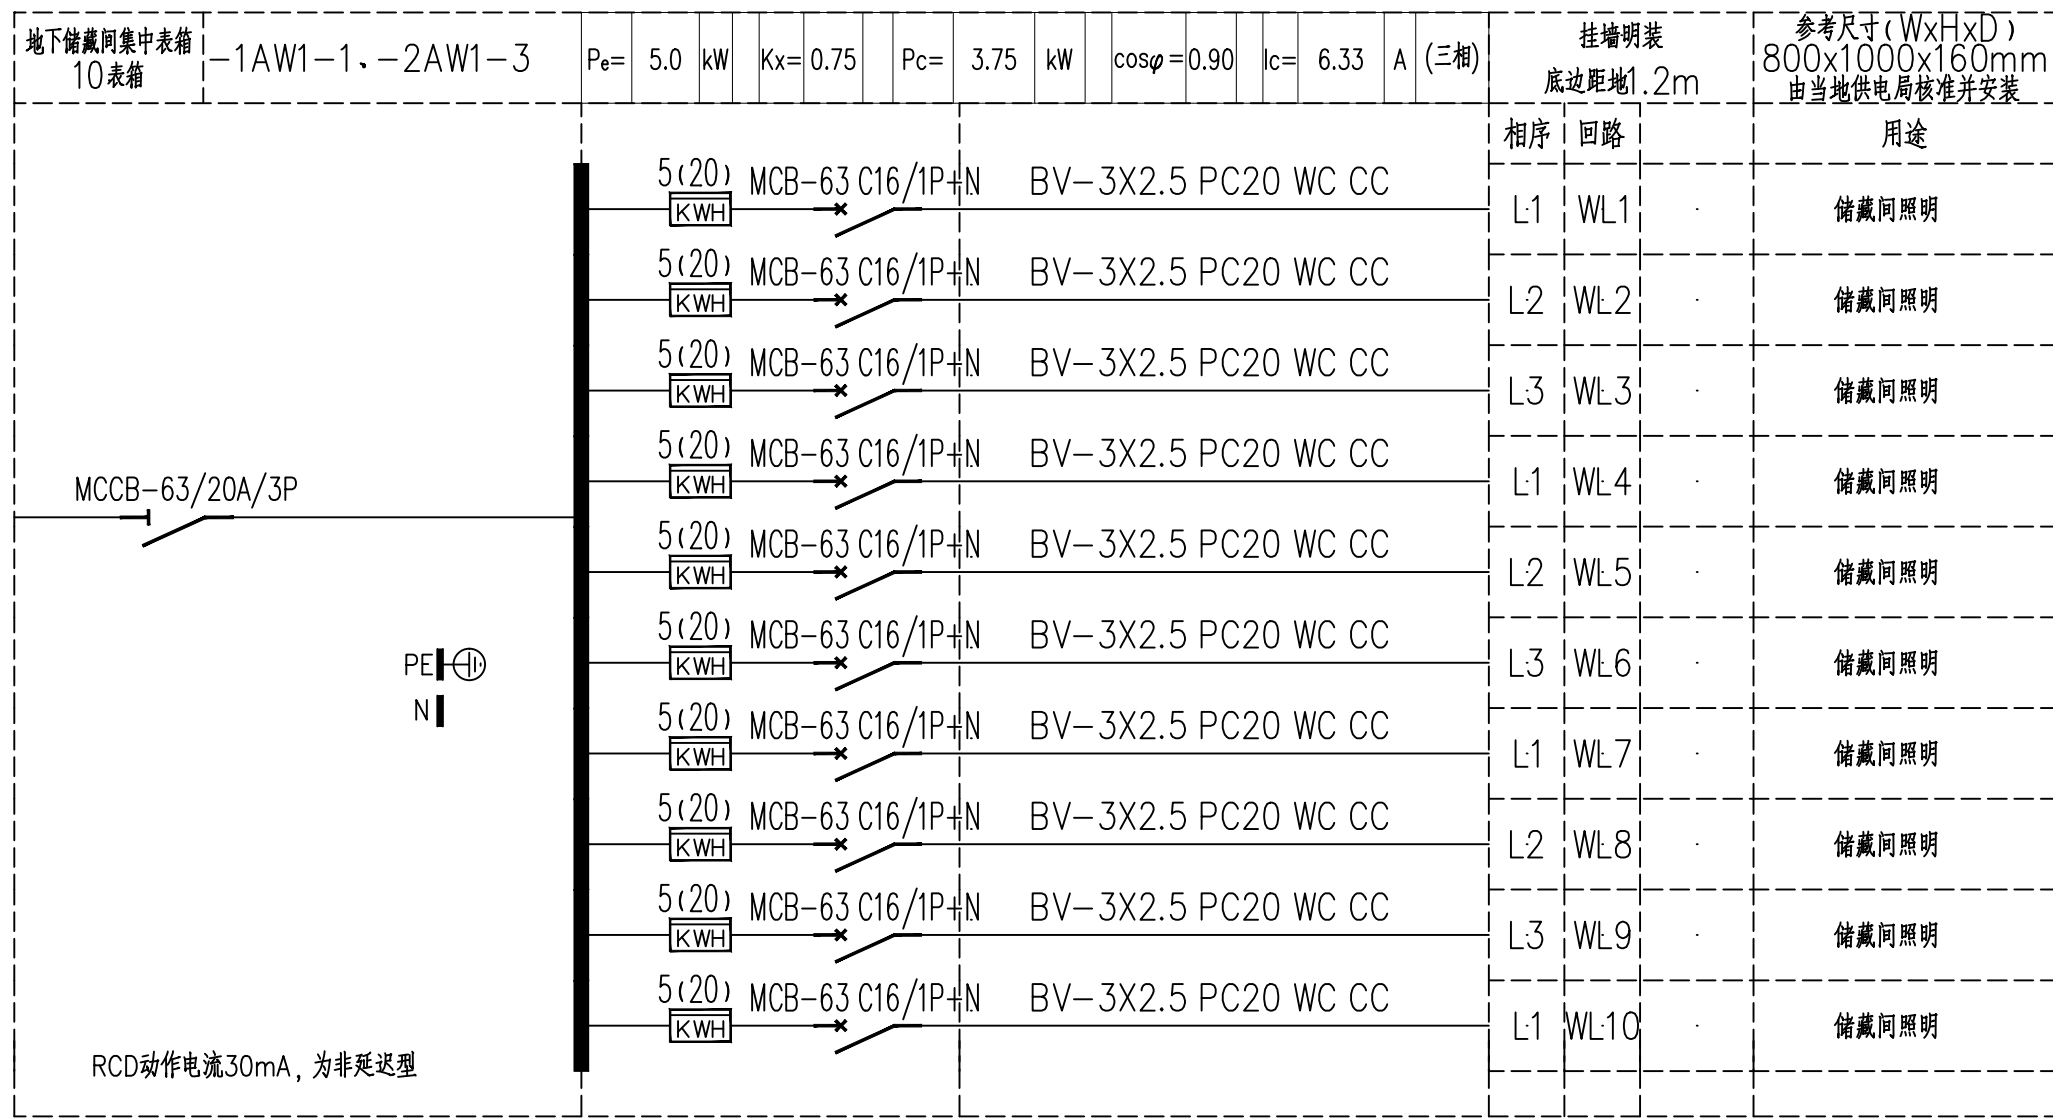 地下储藏间集中表箱
10表箱
-1AW1-1、-2AW1-3
Pe= 5.0 kW Kx= 0.75 Pc= 3.75 kW cosφ= 0.90 Ic= 6.33 A (三相)
挂墙明装
底边距地1.2m
参考尺寸(WxHxD)
800x1000x160mm
由当地供电局核准并安装
相序 回路 用途
5(20) MCB-63 C16/1P+N BV-3X2.5 PC20 WC CC L1 WL1 储藏间照明
KWH
5(20) MCB-63 C16/1P+N BV-3X2.5 PC20 WC CC L2 WL2 储藏间照明
KWH
5(20) MCB-63 C16/1P+N BV-3X2.5 PC20 WC CC L3 WL3 储藏间照明
KWH
5(20) MCB-63 C16/1P+N BV-3X2.5 PC20 WC CC L1 WL4 储藏间照明
KWH
MCCB-63/20A/3P
5(20) MCB-63 C16/1P+N BV-3X2.5 PC20 WC CC L2 WL5 储藏间照明
KWH
5(20) MCB-63 C16/1P+N BV-3X2.5 PC20 WC CC L3 WL6 储藏间照明
KWH
PE
N
5(20) MCB-63 C16/1P+N BV-3X2.5 PC20 WC CC L1 WL7 储藏间照明
KWH
5(20) MCB-63 C16/1P+N BV-3X2.5 PC20 WC CC L2 WL8 储藏间照明
KWH
5(20) MCB-63 C16/1P+N BV-3X2.5 PC20 WC CC L3 WL9 储藏间照明
KWH
5(20) MCB-63 C16/1P+N BV-3X2.5 PC20 WC CC L1 WL10 储藏间照明
KWH
RCD动作电流30mA，为非延迟型